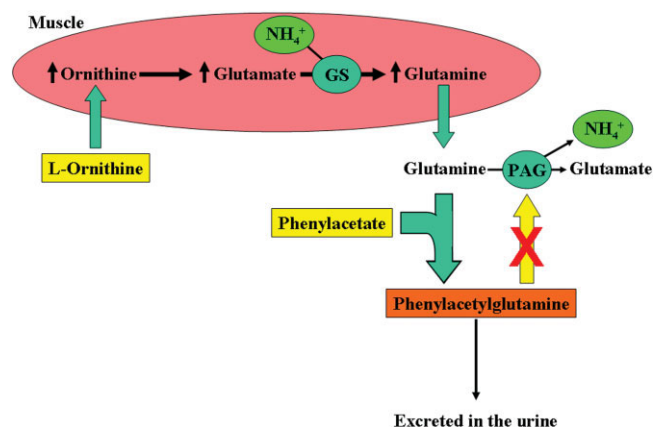 Muscle
NH₄⁺
Ornithine
Glutamate
GS
Glutamine
L-Ornithine
NH₄⁺
Glutamine
PAG
Glutamate
Phenylacetate
X
Phenylacetylglutamine
Excreted in the urine